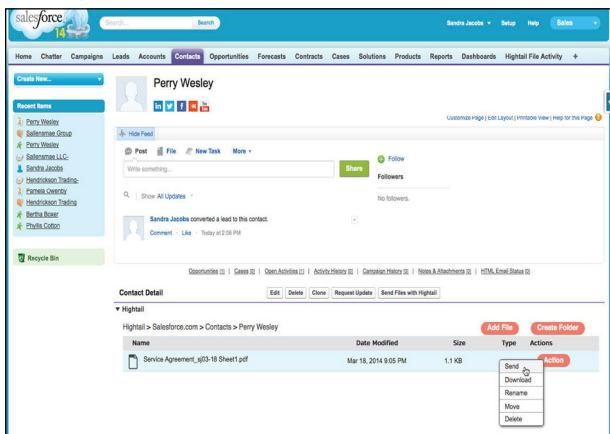 salesforce
14
Search...
Search
Sandra Jacobs
Setup
Help
Sales
Home
Chatter
Campaigns
Leads
Accounts
Contacts
Opportunities
Forecasts
Contracts
Cases
Solutions
Products
Reports
Dashboards
Hightail File Activity
+
Create New...
Recent Items
Perry Wesley
Sallenamae Group
Perry Wesley
Sallenamae LLC-
Sandra Jacobs
Hendrickson Trading-
Pamela Owenby
Hendrickson Trading
Bertha Boxer
Phyllis Cotton
Recycle Bin
Perry Wesley
Customize Page | Edit Layout | Printable View | Help for this Page
Hide Feed
Post
File
New Task
More
Write something...
Share
Follow
Followers
No followers.
Show All Updates
Sandra Jacobs converted a lead to this contact.
Comment · Like · Today at 2:06 PM
Opportunities [1] | Cases [0] | Open Activities [1] | Activity History [0] | Campaign History [0] | Notes & Attachments [0] | HTML Email Status [0]
Contact Detail
Edit
Delete
Clone
Request Update
Send Files with Hightail
Hightail
Hightail > Salesforce.com > Contacts > Perry Wesley
Add File
Create Folder
Name
Date Modified
Size
Type
Actions
Service Agreement_sj03-18 Sheet1.pdf
Mar 18, 2014 9:05 PM
1.1 KB
Action
Send
Download
Rename
Move
Delete